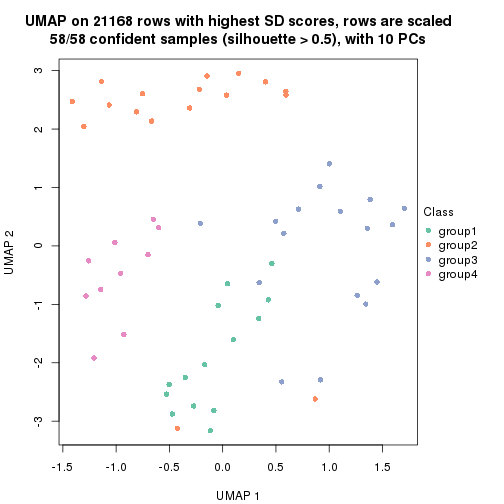 UMAP on 21168 rows with highest SD scores, rows are scaled
58/58 confident samples (silhouette > 0.5), with 10 PCs
3
2
1
0
-1
-2
-3
UMAP 2
-1.5 -1.0 -0.5 0.0 0.5 1.0 1.5
UMAP 1
Class
group1
group2
group3
group4